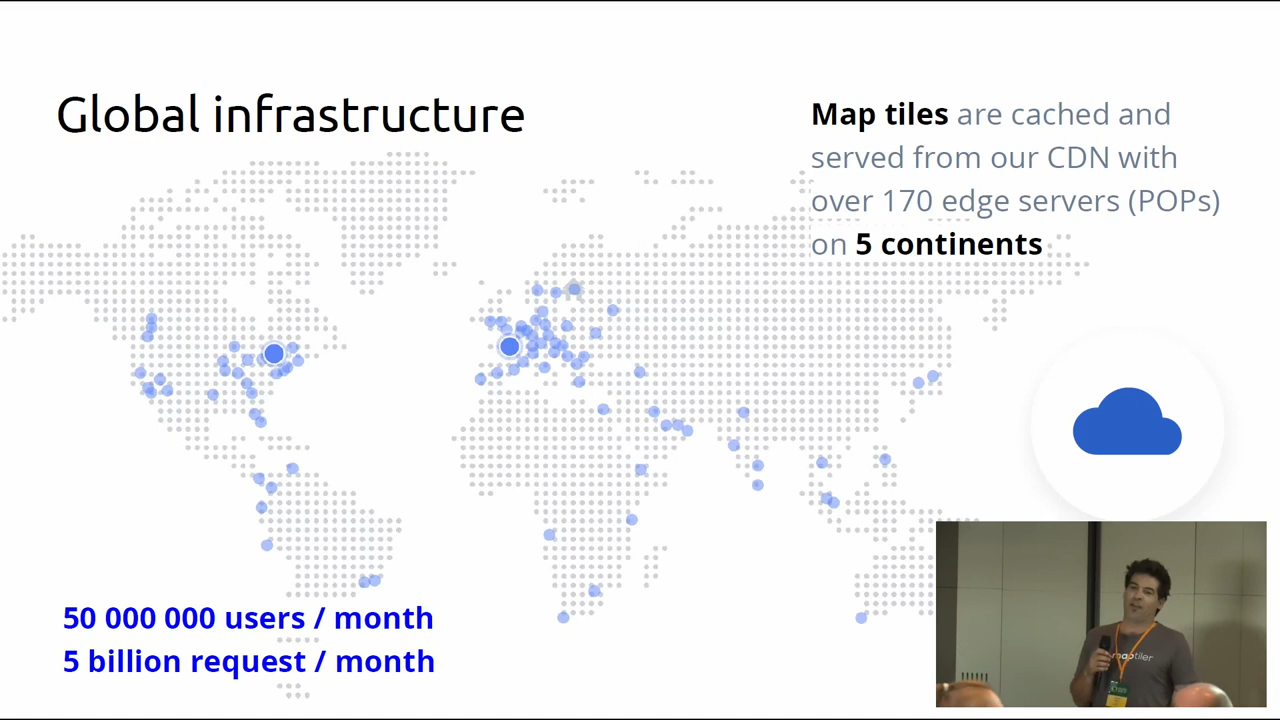 Global infrastructure
Map tiles are cached and
served from our CDN with
over 170 edge servers (POPs)
on 5 continents
50 000 000 users / month
5 billion request / month
maptiler